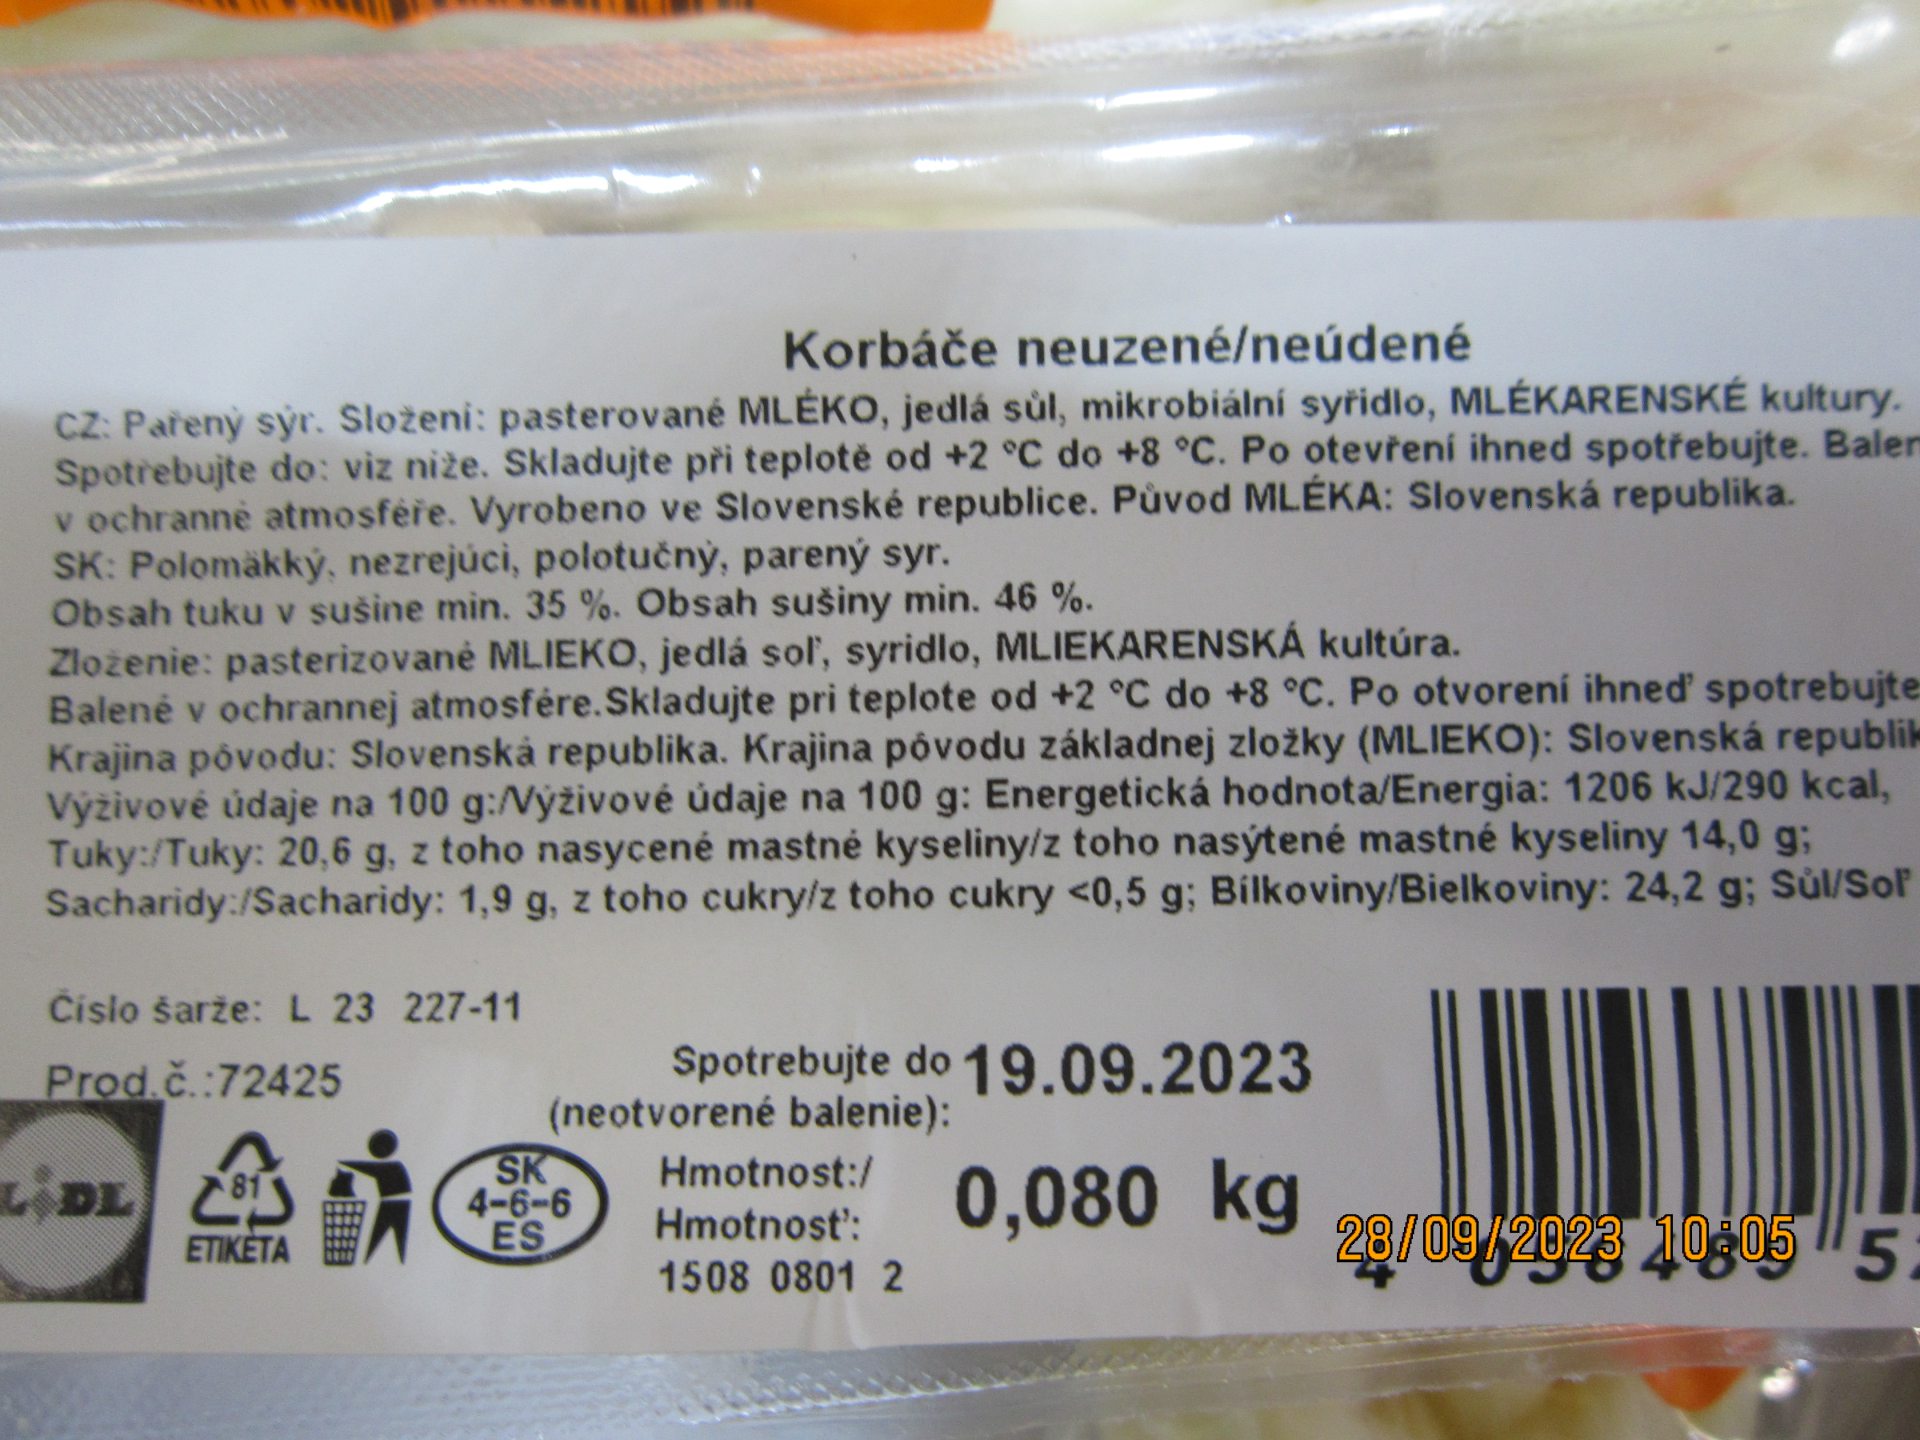 Korbáče neuzené/neúdené
CZ: Pařený sýr. Složení: pasterované MLÉKO, jedlá sůl, mikrobiální syřidlo, MLÉKARENSKÉ kultury.
Spotřebujte do: viz níže. Skladujte při teplotě od +2 °C do +8 °C. Po otevření ihned spotřebujte.
v ochranné atmosféře. Vyrobeno ve Slovenské republice. Původ MLÉKA: Slovenská republika.
SK: Polomäkký, nezrejúci, polotučný, parený syr.
Obsah tuku v sušine min. 35 %. Obsah sušiny min. 46 %.
Zloženie: pasterizované MLIEKO, jedlá soľ, syridlo, MLIEKARENSKÁ kultúra.
Balené v ochrannej atmosfére.Skladujte pri teplote od +2 °C do +8 °C. Po otvorení ihneď spotrebujte
Krajina pôvodu: Slovenská republika. Krajina pôvodu základnej zložky (MLIEKO): Slovenská
Výživové údaje na 100 g:/Výživové údaje na 100 g: Energetická hodnota/Energia: 1206 kJ/290 kcal,
Tuky:/Tuky: 20,6 g, z toho nasycené mastné kyseliny/z toho nasýtené mastné kyseliny 14,0 g;
Sacharidy:/Sacharidy: 1,9 g, z toho cukry/z toho cukry <0,5 g; Bílkoviny/Bielkoviny: 24,2 g; Sůl/Soľ
Číslo šarže: L 23 227-11
Prod.č.:72425
Spotrebujte do 19.09.2023
(neotvorené balenie):
LIDL
81
ETIKETA
SK
4-6-6
ES
Hmotnost:/
Hmotnosť:
0,080 kg
1508 0801 2
28/09/2023 10:05
4 056489